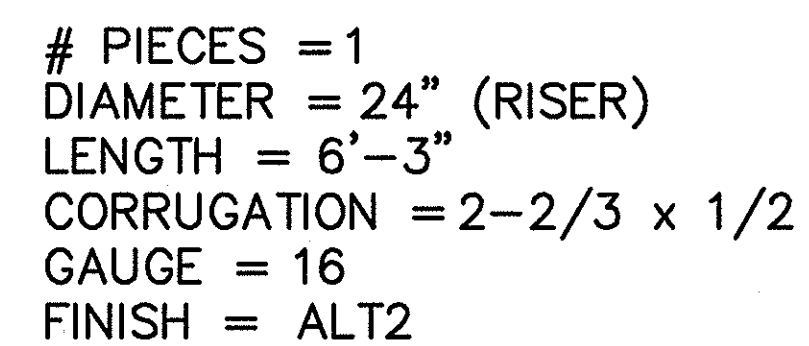 # PIECES = 1
DIAMETER = 24" (RISER)
LENGTH = 6'-3"
CORRUGATION = 2-2/3 x 1/2
GAUGE = 16
FINISH = ALT2